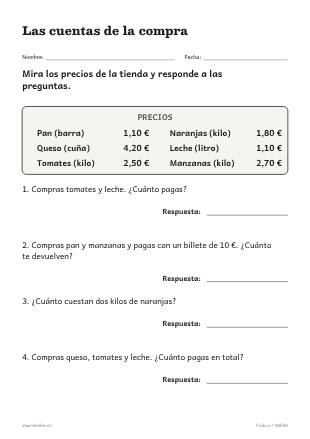 Las cuentas de la compra
Nombre:
Fecha:
Mira los precios de la tienda y responde a las
preguntas.
PRECIOS
Pan (barra) 1,10 € Naranjas (kilo) 1,80 €
Queso (cuña) 4,20 € Leche (litro) 1,10 €
Tomates (kilo) 2,50 € Manzanas (kilo) 2,70 €
1. Compras tomates y leche. ¿Cuánto pagas?
Respuesta:
2. Compras pan y manzanas y pagas con un billete de 10 €. ¿Cuánto
te devuelven?
Respuesta:
3. ¿Cuánto cuestan dos kilos de naranjas?
Respuesta:
4. Compras queso, tomates y leche. ¿Cuánto pagas en total?
Respuesta: